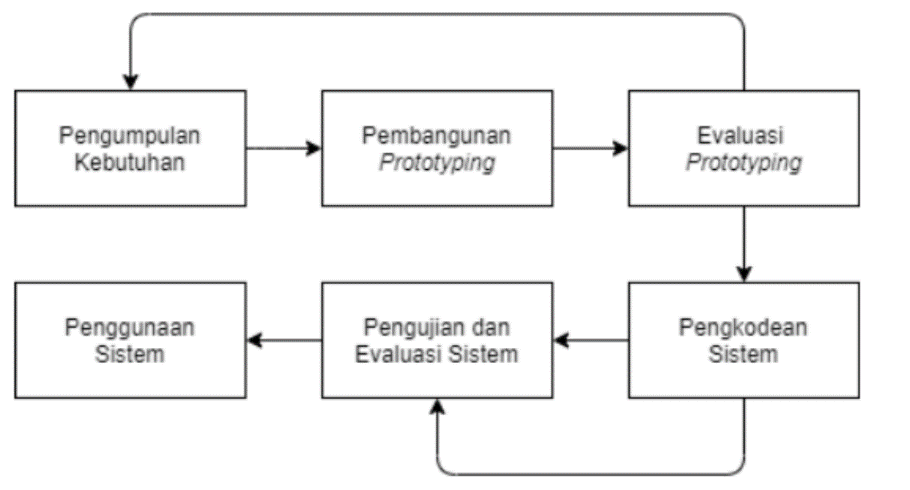 Pengumpulan
Kebutuhan
Pembangunan
Prototyping
Evaluasi
Prototyping
Penggunaan
Sistem
Pengujian dan
Evaluasi Sistem
Pengkodean
Sistem